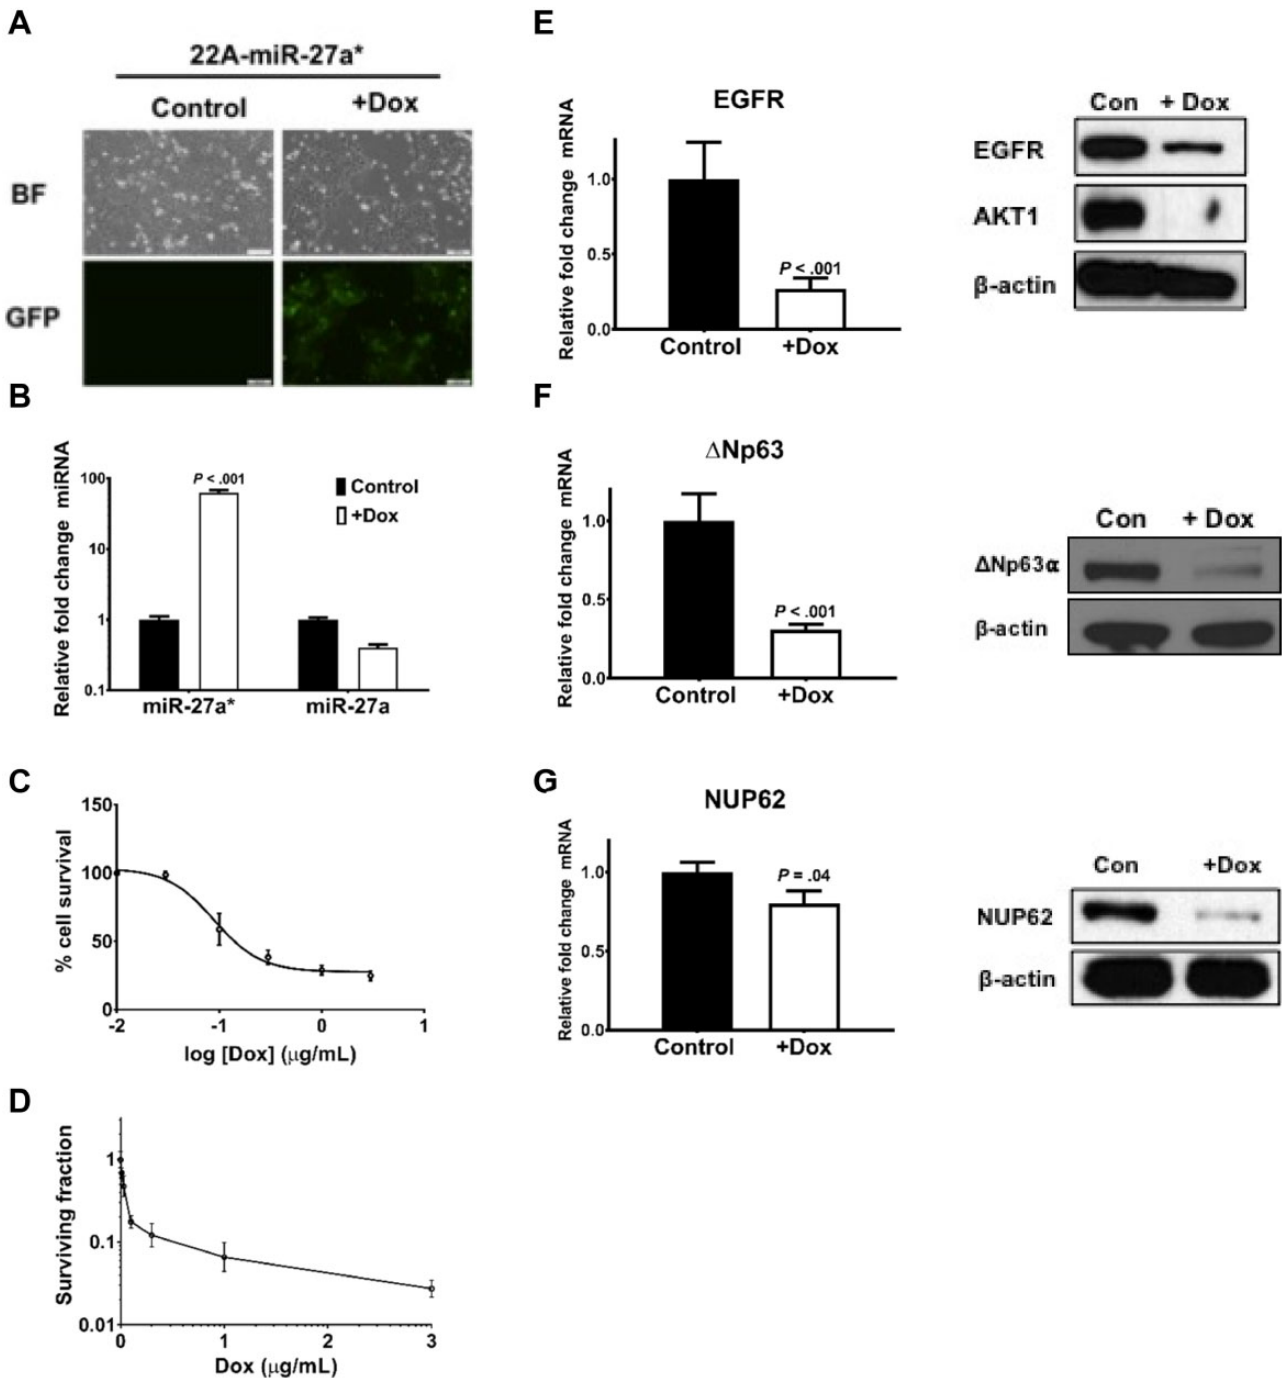 A
22A-miR-27a*
Control
+Dox
BF
GFP
B
Relative fold change miRNA
100
10
1
0.1
P < .001
Control
+Dox
miR-27a*
miR-27a
C
% cell survival
150
100
50
0
-2
-1
0
1
log [Dox] (μg/mL)
D
Surviving fraction
1
0.1
0.01
0
1
2
3
Dox (μg/mL)
E
EGFR
Relative fold change mRNA
1.0
0.5
0.0
P < .001
Control
+Dox
Con + Dox
EGFR
AKT1
β-actin
F
ΔNp63
Relative fold change mRNA
1.0
0.5
0.0
P < .001
Control
+Dox
Con + Dox
ΔNp63α
β-actin
G
NUP62
Relative fold change mRNA
1.0
0.5
0.0
P = .04
Control
+Dox
Con +Dox
NUP62
β-actin